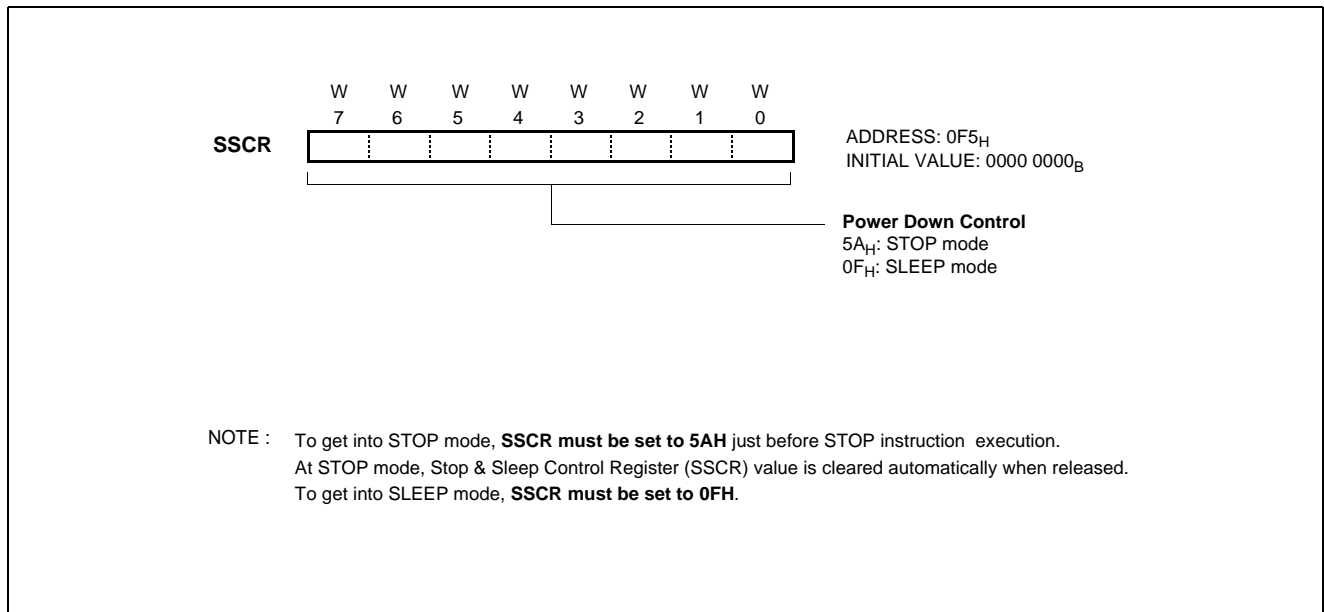 W W W W W W W W
7 6 5 4 3 2 1 0
SSCR
ADDRESS: 0F5H
INITIAL VALUE: 0000 0000B
Power Down Control
5AH: STOP mode
0FH: SLEEP mode
NOTE : To get into STOP mode, SSCR must be set to 5AH just before STOP instruction execution.
At STOP mode, Stop & Sleep Control Register (SSCR) value is cleared automatically when released.
To get into SLEEP mode, SSCR must be set to 0FH.